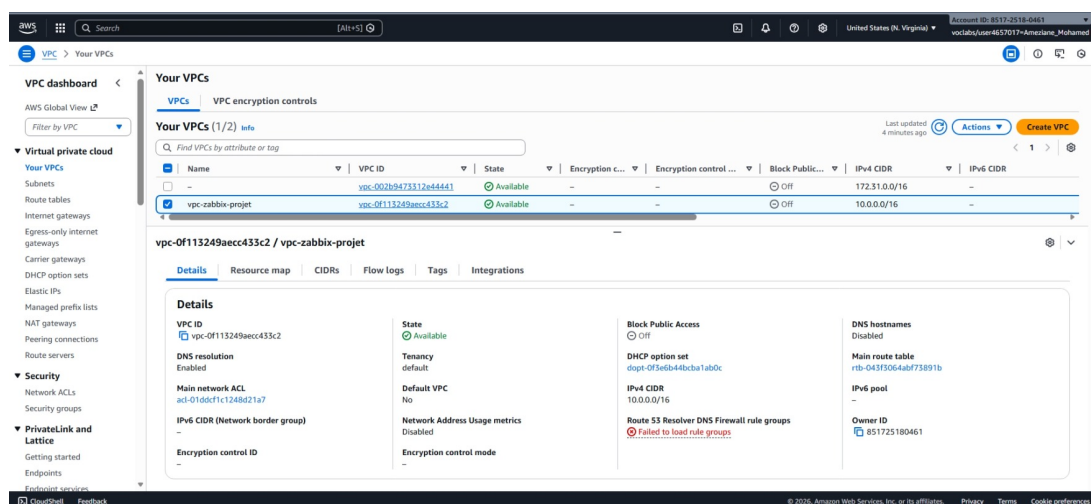 aws
Search
[Alt+S]
United States (N. Virginia)
Account ID: 8517-2518-0461
voclabs/user4657017=Ameziane_Mohamed
VPC > Your VPCs
VPC dashboard
AWS Global View
Filter by VPC
Virtual private cloud
Your VPCs
Subnets
Route tables
Internet gateways
Egress-only internet
gateways
Carrier gateways
DHCP option sets
Elastic IPs
Managed prefix lists
NAT gateways
Peering connections
Route servers
Security
Network ACLs
Security groups
PrivateLink and
Lattice
Getting started
Endpoints
Endpoint services
Your VPCs
VPCs VPC encryption controls
Your VPCs (1/2) Info
Last updated
4 minutes ago
Actions
Create VPC
Find VPCs by attribute or tag
1
Name VPC ID State Encryption c... Encryption control ... Block Public... IPv4 CIDR IPv6 CIDR
– vpc-002b9473312e44441 Available – – Off 172.31.0.0/16 –
vpc-zabbix-projet vpc-0f113249aecc433c2 Available – – Off 10.0.0.0/16 –
vpc-0f113249aecc433c2 / vpc-zabbix-projet
Details Resource map CIDRs Flow logs Tags Integrations
Details
VPC ID State Block Public Access DNS hostnames
vpc-0f113249aecc433c2 Available Off Disabled
DNS resolution Tenancy DHCP option set Main route table
Enabled default dopt-0f3e6b44bcba1ab0c rtb-043f3064abf73891b
Main network ACL Default VPC IPv4 CIDR IPv6 pool
acl-01ddcf1c1248d21a7 No 10.0.0.0/16 –
IPv6 CIDR (Network border group) Network Address Usage metrics Route 53 Resolver DNS Firewall rule groups Owner ID
– Disabled Failed to load rule groups 851725180461
Encryption control ID Encryption control mode
– –
CloudShell Feedback © 2026, Amazon Web Services, Inc. or its affiliates. Privacy Terms Cookie preferences